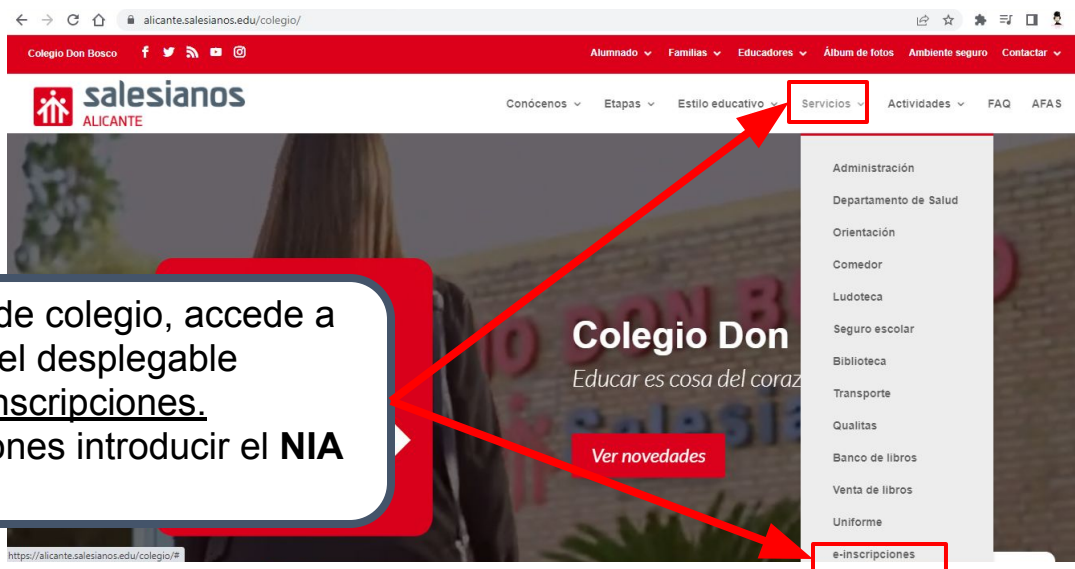 alicante.salesianos.edu/colegio/
Colegio Don Bosco
Alumnado Familias Educadores Álbum de fotos Ambiente seguro Contactar
salesianos
ALICANTE
Conócenos Etapas Estilo educativo Servicios Actividades FAQ AFAS
Administración
Departamento de Salud
Orientación
Comedor
Ludoteca
Seguro escolar
Biblioteca
Transporte
Qualitas
Banco de libros
Venta de libros
Uniforme
e-inscripciones
de colegio, accede a
el desplegable
nscripciones.
ones introducir el NIA
Colegio Don
Educar es cosa del coraz
Ver novedades
DON BO
Salesia
https://alicante.salesianos.edu/colegio/#